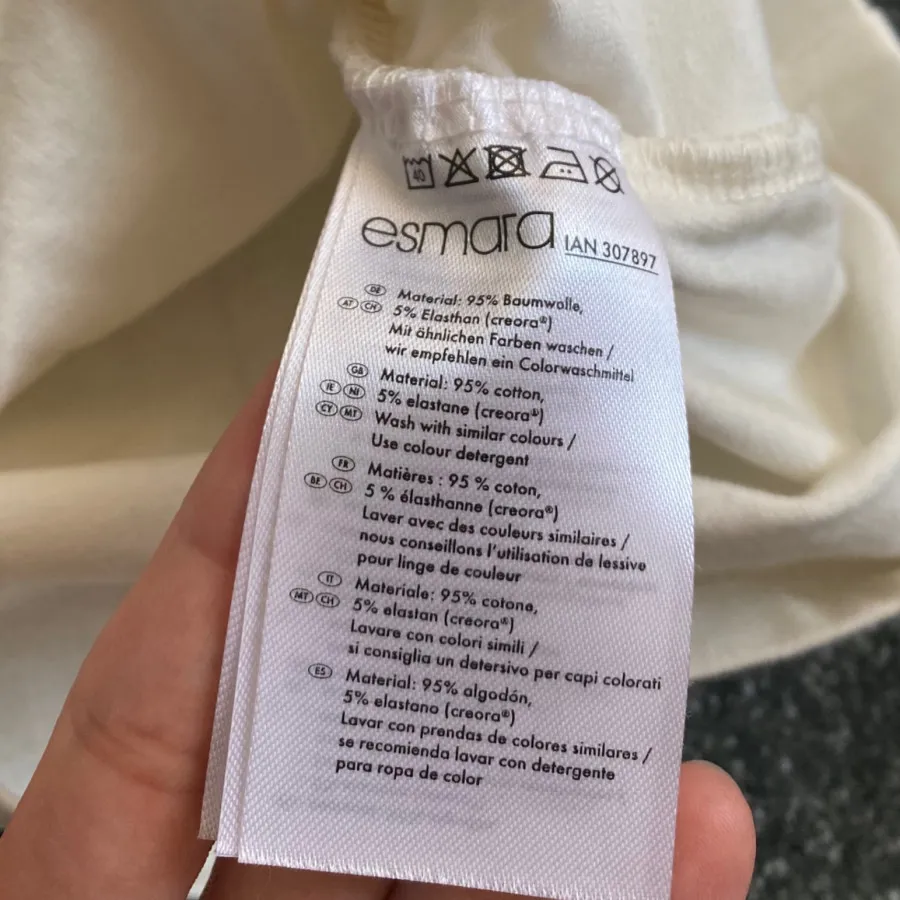 40
esmara IAN 307897
DE Material: 95% Baumwolle,
AT CH 5% Elasthan (creora®)
Mit ähnlichen Farben waschen /
wir empfehlen ein Colorwaschmittel
GB Material: 95% cotton,
IE NI 5% elastane (creora®)
CY MT Wash with similar colours /
Use colour detergent
FR Matières : 95 % coton,
BE CH 5 % élasthanne (creora®)
Laver avec des couleurs similaires /
nous conseillons l'utilisation de lessive
pour linge de couleur
IT Materiale: 95% cotone,
MT CH 5% elastan (creora®)
Lavare con colori simili /
si consiglia un detersivo per capi colorati
ES Material: 95% algodón,
5% elastano (creora®)
Lavar con prendas de colores similares /
se recomienda lavar con detergente
para ropa de color